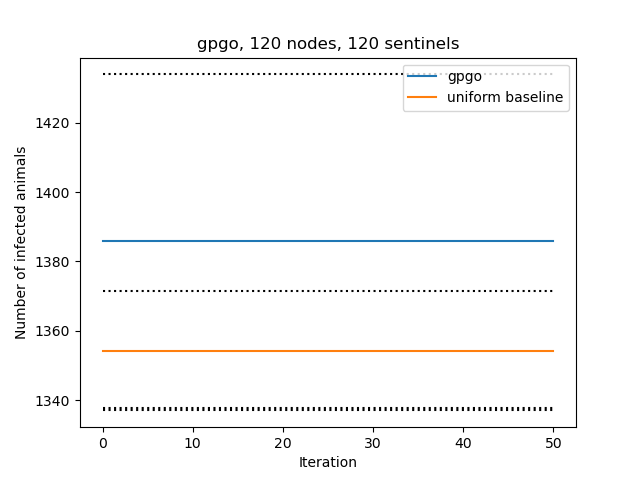 gpgo, 120 nodes, 120 sentinels
gpgo
uniform baseline
Number of infected animals
1420
1400
1380
1360
1340
0 10 20 30 40 50
Iteration